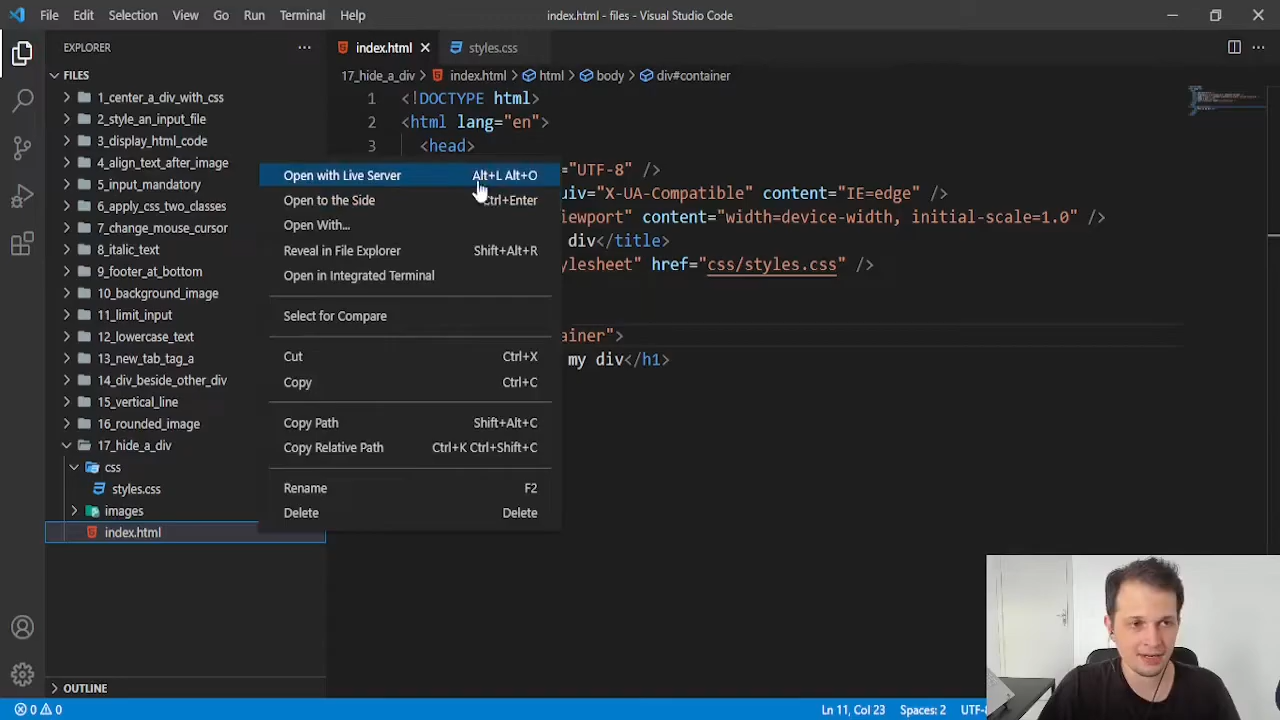 File Edit Selection View Go Run Terminal Help index.html - files - Visual Studio Code
EXPLORER
FILES
1_center_a_div_with_css
2_style_an_input_file
3_display_html_code
4_align_text_after_image
5_input_mandatory
6_apply_css_two_classes
7_change_mouse_cursor
8_italic_text
9_footer_at_bottom
10_background_image
11_limit_input
12_lowercase_text
13_new_tab_tag_a
14_div_beside_other_div
15_vertical_line
16_rounded_image
17_hide_a_div
css
styles.css
images
index.html
OUTLINE
Open with Live Server Alt+L Alt+O
Open to the Side Ctrl+Enter
Open With...
Reveal in File Explorer Shift+Alt+R
Open in Integrated Terminal
Select for Compare
Cut Ctrl+X
Copy Ctrl+C
Copy Path Shift+Alt+C
Copy Relative Path Ctrl+K Ctrl+Shift+C
Rename F2
Delete Delete
index.html styles.css
17_hide_a_div > index.html > html > body > div#container
1 <!DOCTYPE html>
2 <html lang="en">
3 <head>
="UTF-8" />
uiv="X-UA-Compatible" content="IE=edge" />
iewport" content="width=device-width, initial-scale=1.0" />
div</title>
ylesheet" href="css/styles.css" />
ainer">
my div</h1>
0 0 Ln 11, Col 23 Spaces: 2 UTF-8